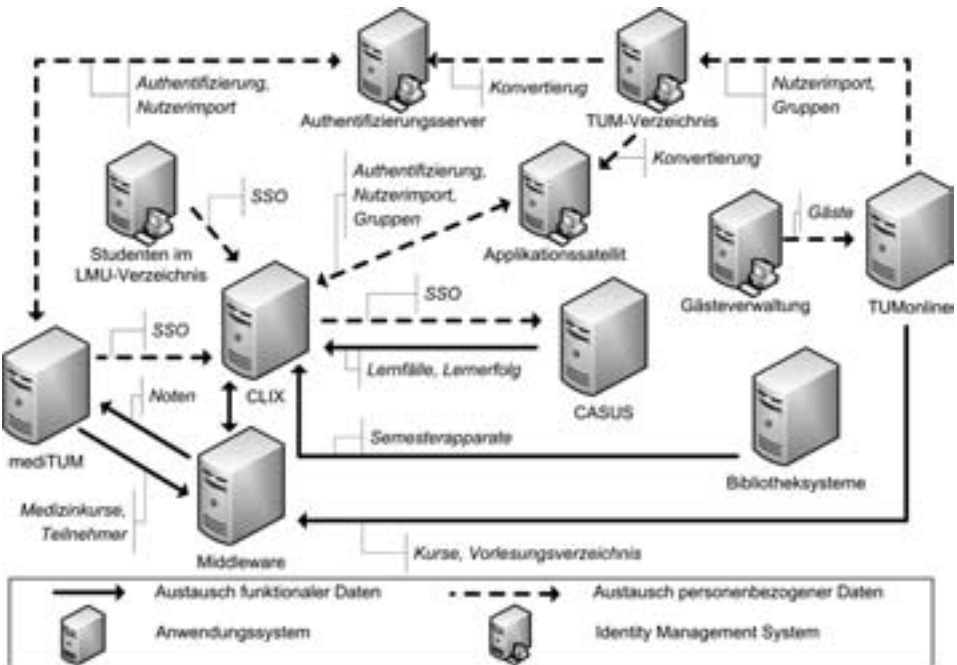 Authentifizierung,
Nutzerimport
Konvertierug
Nutzerimport,
Gruppen
Authentifizierungsserver
TUM-Verzeichnis
Konvertierung
Authentifizierung,
Nutzerimport,
Gruppen
SSO
Gäste
Studenten im
LMU-Verzeichnis
Applikationssatellit
Gästeverwaltung
TUMonliner
SSO
SSO
Lernfälle, Lernerfolg
CLIX
CASUS
Noten
Semesterapparate
mediTUM
Bibliotheksysteme
Medizinkurse,
Teilnehmer
Middleware
Kurse, Vorlesungsverzeichnis
Austausch funktionaler Daten
Austausch personenbezogener Daten
Anwendungssystem
Identity Management System